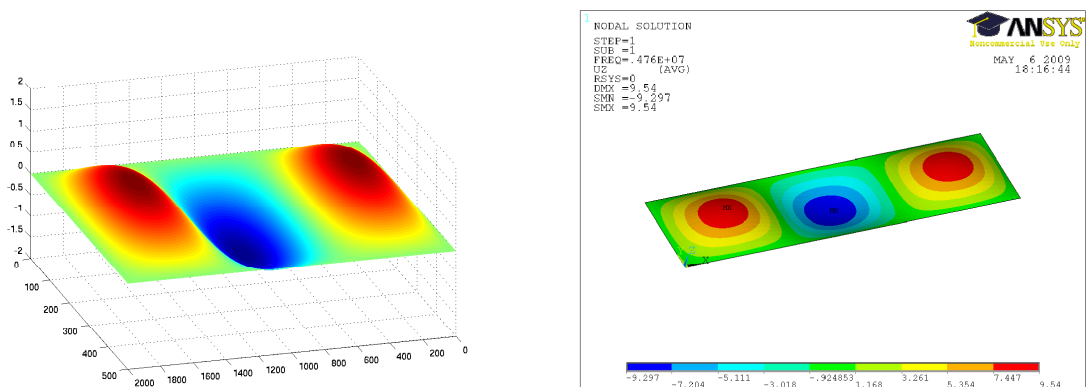 2
1.5
1
0.5
0
-0.5
-1
-1.5
-2
0
100
200
300
400
500
2000
1800
1600
1400
1200
1000
800
600
400
200
0
1
NODAL SOLUTION
STEP=1
SUB =1
FREQ=.476E+07
UZ (AVG)
RSYS=0
DMX =9.54
SMN =-9.297
SMX =9.54
ANSYS
Noncommercial Use Only
MAY 6 2009
18:16:44
MX
MN
Z
X
-9.297
-7.204
-5.111
-3.018
-.924853
1.168
3.261
5.354
7.447
9.54